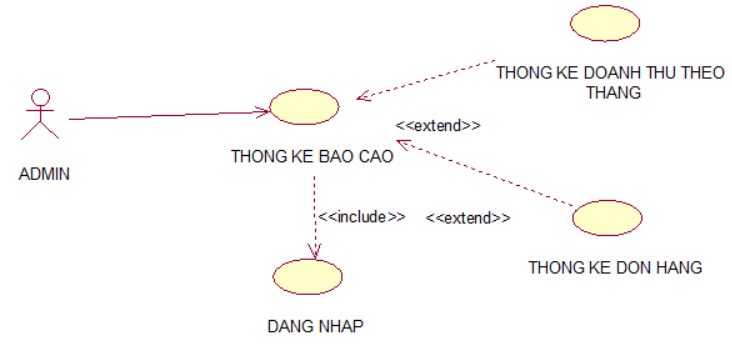 THONG KE DOANH THU THEO
THANG
<<extend>>
ADMIN
THONG KE BAO CAO
<<include>>
<<extend>>
THONG KE DON HANG
DANG NHAP